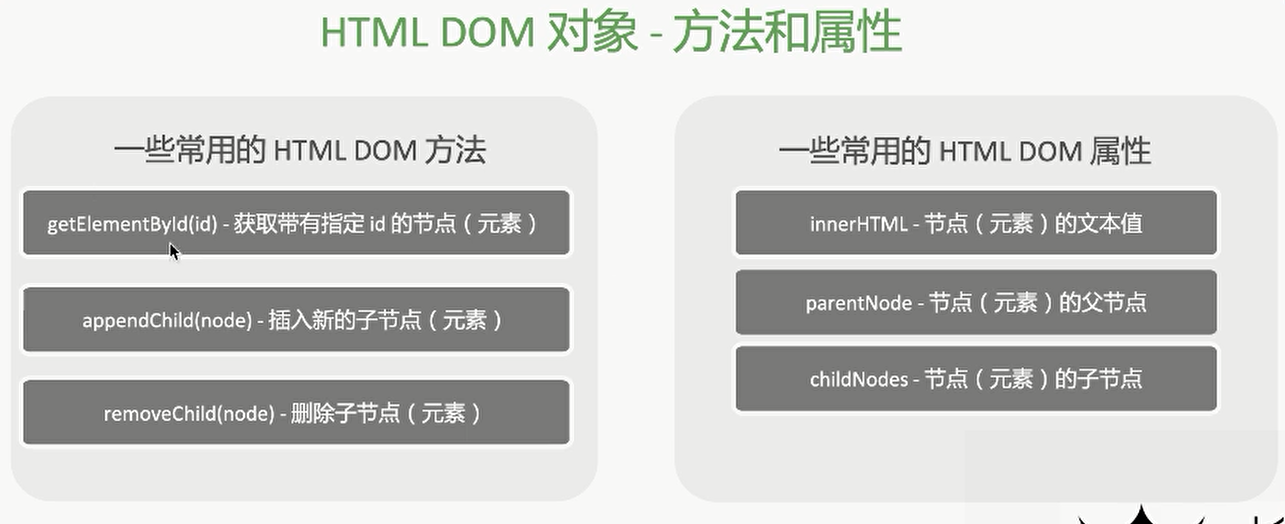 HTML DOM 对象 - 方法和属性
一些常用的 HTML DOM 方法
getElementById(id) - 获取带有指定 id 的节点（元素）
appendChild(node) - 插入新的子节点（元素）
removeChild(node) - 删除子节点（元素）
一些常用的 HTML DOM 属性
innerHTML - 节点（元素）的文本值
parentNode - 节点（元素）的父节点
childNodes - 节点（元素）的子节点